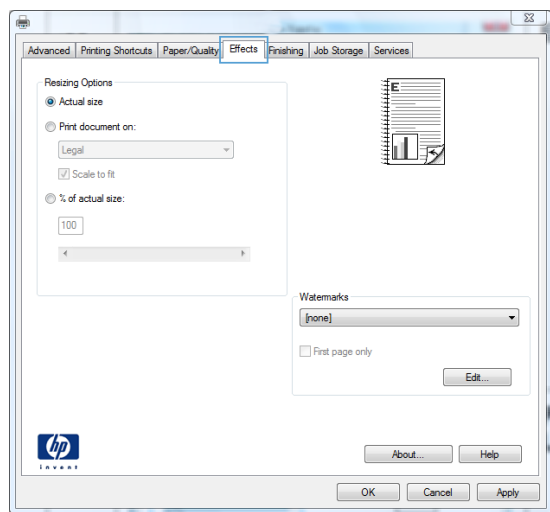 Advanced Printing Shortcuts Paper/Quality Effects Finishing Job Storage Services
Resizing Options
Actual size
Print document on:
Legal
Scale to fit
% of actual size:
100
E
Watermarks
[none]
First page only
Edit...
hp
invent
About... Help
OK Cancel Apply